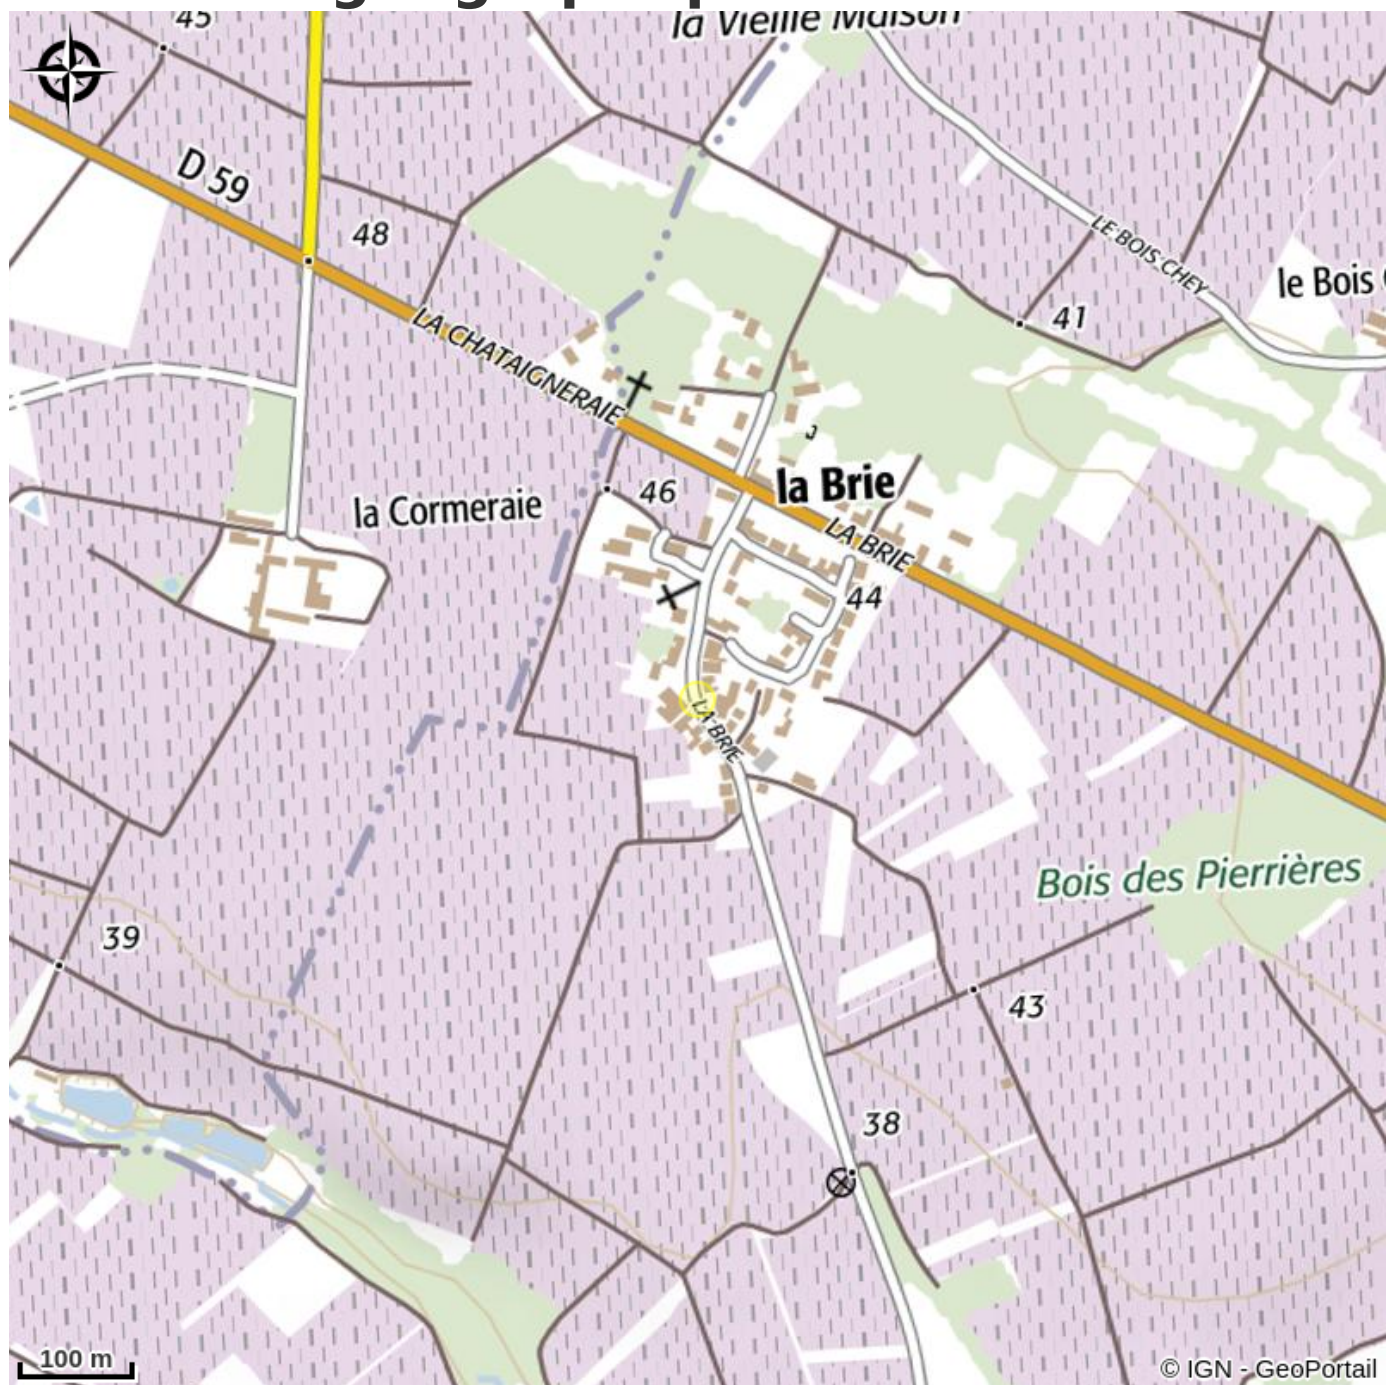 la Vieille Maison
45
D 59
48
LE BOIS CHEY
le Bois
41
LA CHATAIGNERAIE
la Brie
46
la Cormeraie
LA BRIE
44
LA BRIE
Bois des Pierrières
39
43
38
100 m
© IGN - GeoPortail